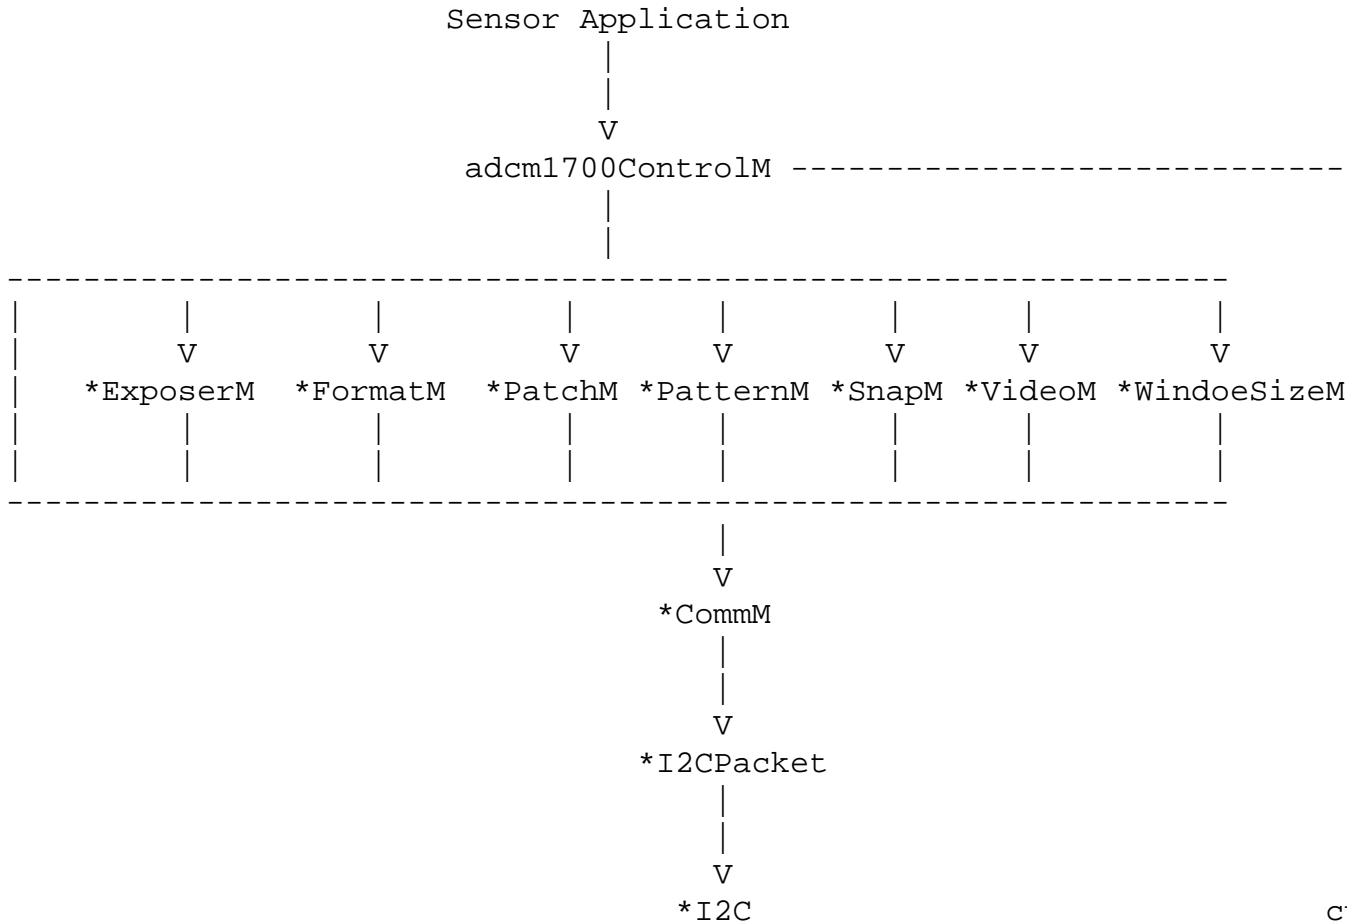 Sensor Application
V
adcm1700ControlM
V V V V V V V
*ExposerM *FormatM *PatchM *PatternM *SnapM *VideoM *WindoeSizeM
V
*CommM
V
*I2CPacket
V
*I2C